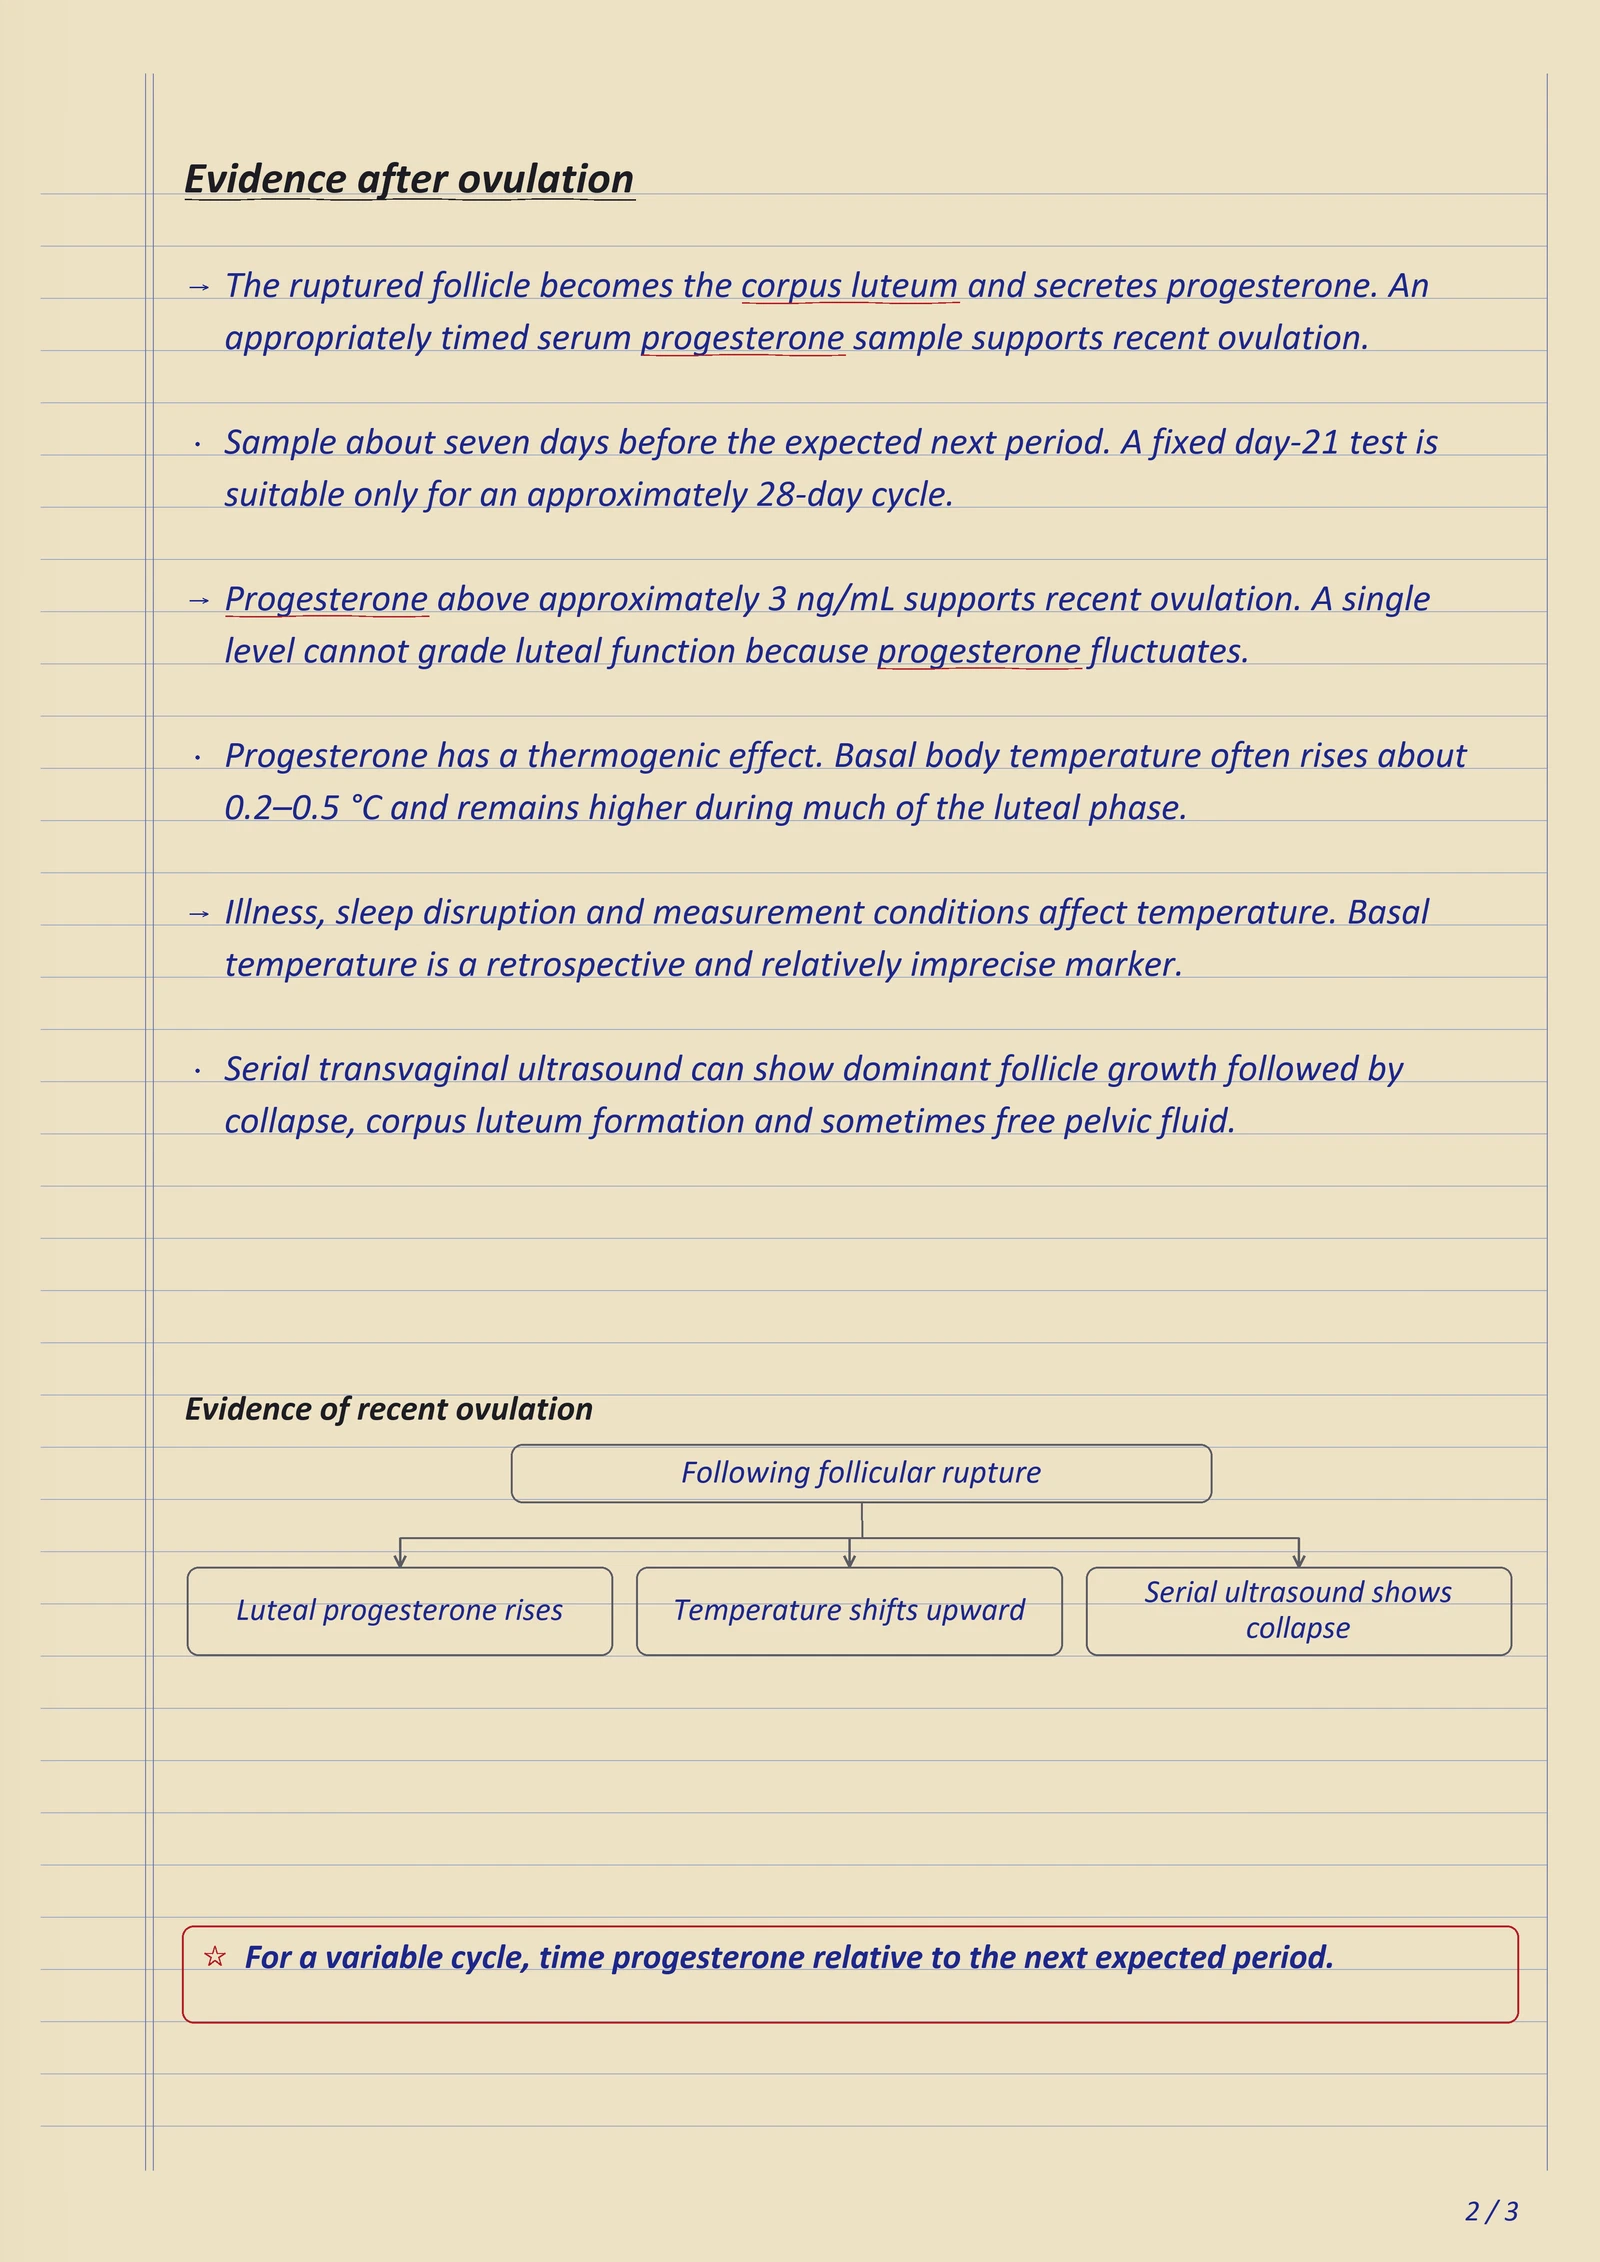 Evidence after ovulation
→ The ruptured follicle becomes the corpus luteum and secretes progesterone. An
appropriately timed serum progesterone sample supports recent ovulation.
· Sample about seven days before the expected next period. A fixed day-21 test is
suitable only for an approximately 28-day cycle.
→ Progesterone above approximately 3 ng/mL supports recent ovulation. A single
level cannot grade luteal function because progesterone fluctuates.
· Progesterone has a thermogenic effect. Basal body temperature often rises about
0.2–0.5 °C and remains higher during much of the luteal phase.
→ Illness, sleep disruption and measurement conditions affect temperature. Basal
temperature is a retrospective and relatively imprecise marker.
· Serial transvaginal ultrasound can show dominant follicle growth followed by
collapse, corpus luteum formation and sometimes free pelvic fluid.
Evidence of recent ovulation
Following follicular rupture
Luteal progesterone rises
Temperature shifts upward
Serial ultrasound shows
collapse
☆ For a variable cycle, time progesterone relative to the next expected period.
2 / 3